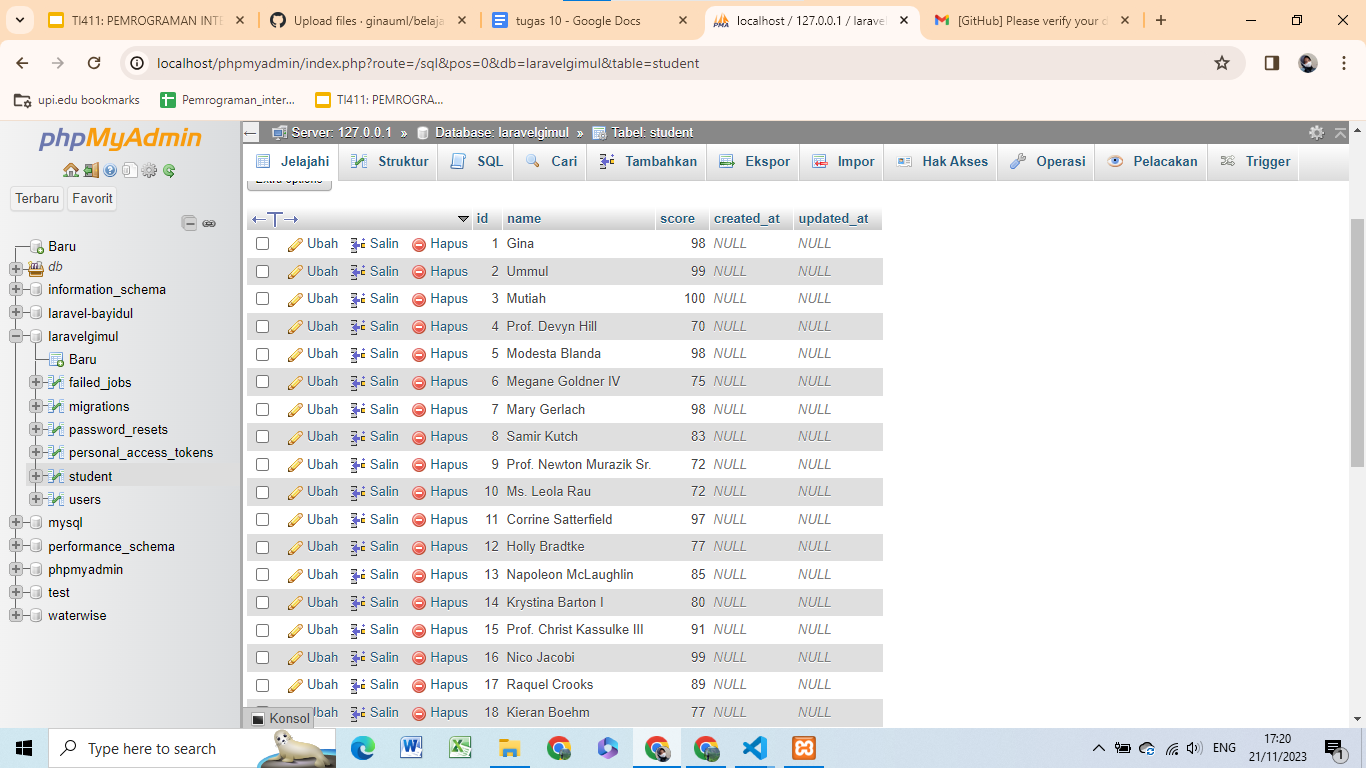 TI411: PEMROGRAMAN INTE
Upload files · ginauml/belaja
tugas 10 - Google Docs
localhost / 127.0.0.1 / larave
[GitHub] Please verify your d
localhost/phpmyadmin/index.php?route=/sql&pos=0&db=laravelgimul&table=student
upi.edu bookmarks
Pemrograman_inter...
TI411: PEMROGRA...
phpMyAdmin
Terbaru Favorit
Baru
db
information_schema
laravel-bayidul
laravelgimul
Baru
failed_jobs
migrations
password_resets
personal_access_tokens
student
users
mysql
performance_schema
phpmyadmin
test
waterwise
Server: 127.0.0.1 » Database: laravelgimul » Tabel: student
Jelajahi Struktur SQL Cari Tambahkan Ekspor Impor Hak Akses Operasi Pelacakan Trigger
Extra options
id name score created_at updated_at
Ubah Salin Hapus 1 Gina 98 NULL NULL
Ubah Salin Hapus 2 Ummul 99 NULL NULL
Ubah Salin Hapus 3 Mutiah 100 NULL NULL
Ubah Salin Hapus 4 Prof. Devyn Hill 70 NULL NULL
Ubah Salin Hapus 5 Modesta Blanda 98 NULL NULL
Ubah Salin Hapus 6 Megane Goldner IV 75 NULL NULL
Ubah Salin Hapus 7 Mary Gerlach 98 NULL NULL
Ubah Salin Hapus 8 Samir Kutch 83 NULL NULL
Ubah Salin Hapus 9 Prof. Newton Murazik Sr. 72 NULL NULL
Ubah Salin Hapus 10 Ms. Leola Rau 72 NULL NULL
Ubah Salin Hapus 11 Corrine Satterfield 97 NULL NULL
Ubah Salin Hapus 12 Holly Bradtke 77 NULL NULL
Ubah Salin Hapus 13 Napoleon McLaughlin 85 NULL NULL
Ubah Salin Hapus 14 Krystina Barton I 80 NULL NULL
Ubah Salin Hapus 15 Prof. Christ Kassulke III 91 NULL NULL
Ubah Salin Hapus 16 Nico Jacobi 99 NULL NULL
Ubah Salin Hapus 17 Raquel Crooks 89 NULL NULL
Ubah Salin Hapus 18 Kieran Boehm 77 NULL NULL
Konsol
Type here to search
ENG
17:20
21/11/2023
1